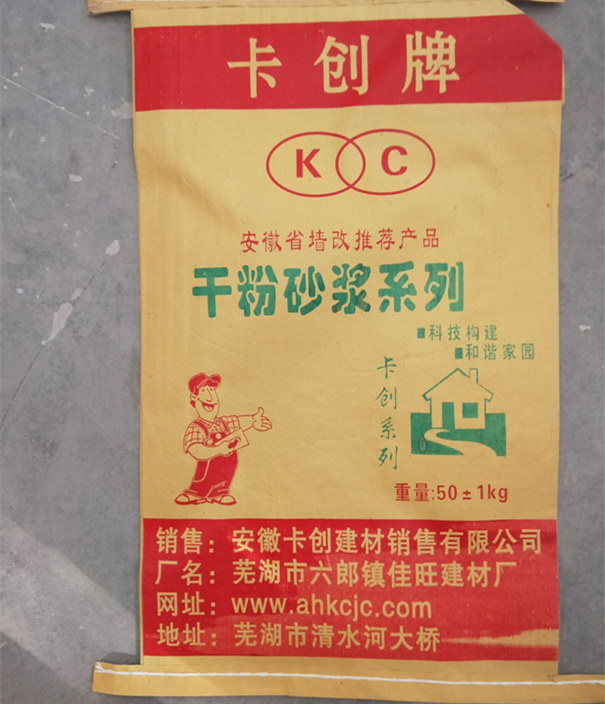 卡创牌
K C
安徽省墙改推荐产品
干粉砂浆系列
■科技构建
■和谐家园
卡创系列
重量:50±1kg
销售：安徽卡创建材销售有限公司
厂名：芜湖市六郎镇佳旺建材厂
网址：www.ahkcjc.com
地址：芜湖市清水河大桥